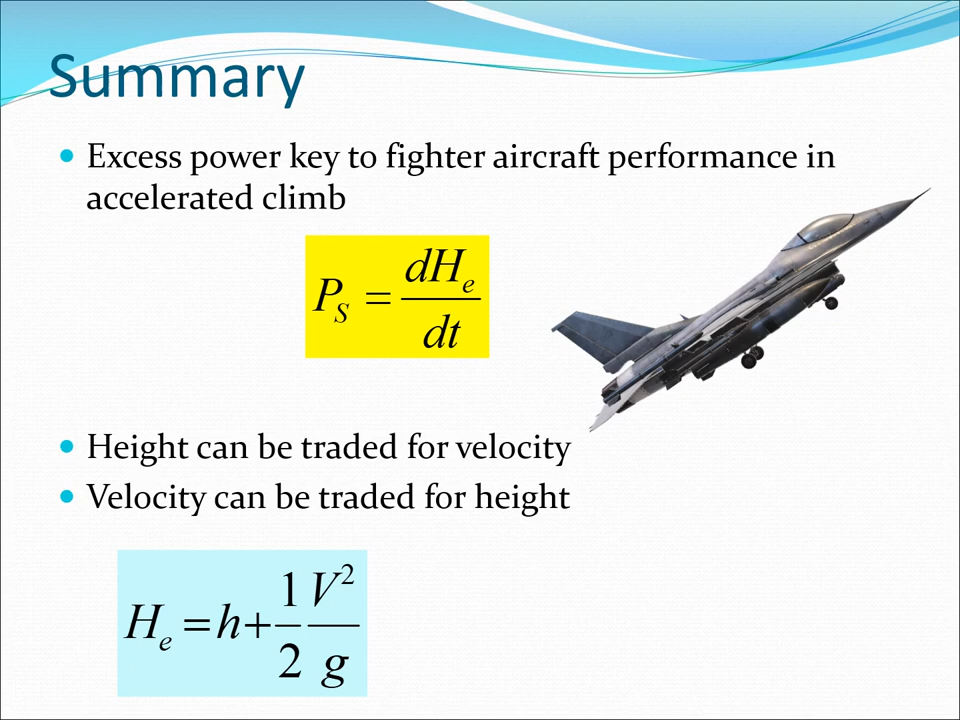 Summary
Excess power key to fighter aircraft performance in
accelerated climb
P_S = dH_e/dt
Height can be traded for velocity
Velocity can be traded for height
H_e = h + 1/2 V²/g